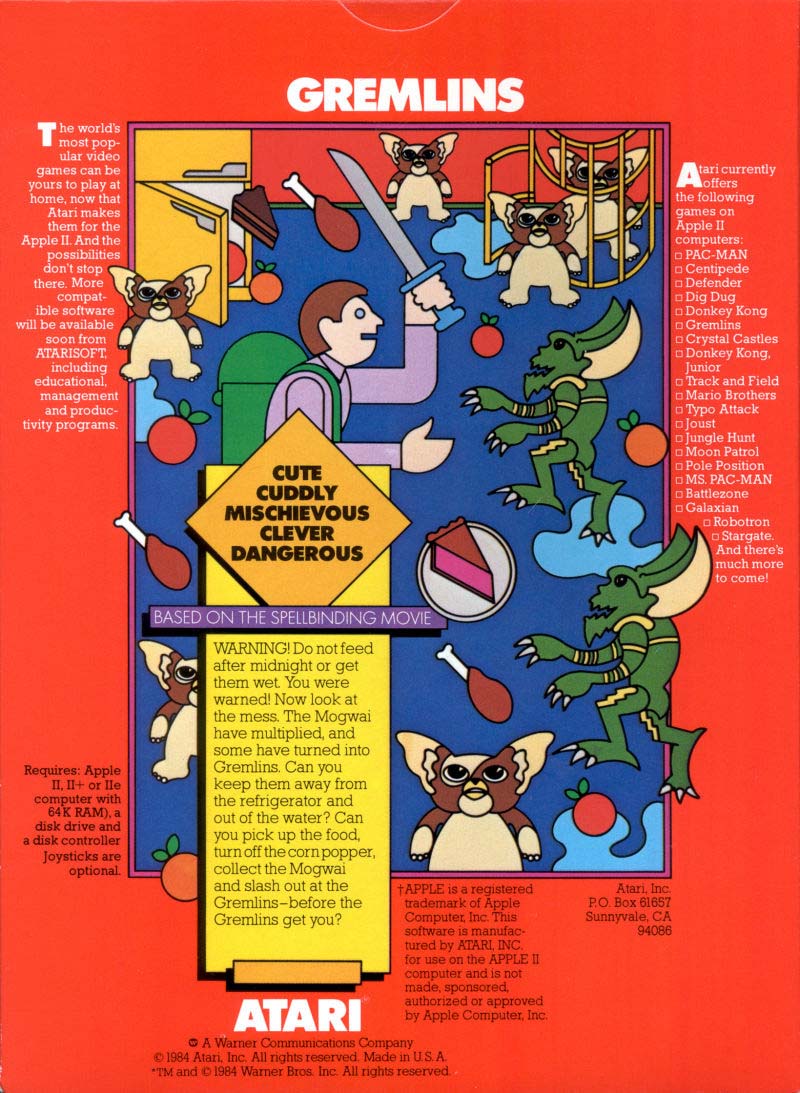 GREMLINS
The world's
most pop-
ular video
games can be
yours to play at
home, now that
Atari makes
them for the
Apple II. And the
possibilities
don't stop
there. More
compat-
ible software
will be available
soon from
ATARISOFT,
including
educational,
management
and produc-
tivity programs.
Atari currently
offers
the following
games on
Apple II
computers:
□ PAC-MAN
□ Centipede
□ Defender
□ Dig Dug
□ Donkey Kong
□ Gremlins
□ Crystal Castles
□ Donkey Kong,
Junior
□ Track and Field
□ Mario Brothers
□ Typo Attack
□ Joust
□ Jungle Hunt
□ Moon Patrol
□ Pole Position
□ MS. PAC-MAN
□ Battlezone
□ Galaxian
□ Robotron
□ Stargate.
And there's
much more
to come!
CUTE
CUDDLY
MISCHIEVOUS
CLEVER
DANGEROUS
BASED ON THE SPELLBINDING MOVIE
WARNING! Do not feed
after midnight or get
them wet. You were
warned! Now look at
the mess. The Mogwai
have multiplied, and
some have turned into
Gremlins. Can you
keep them away from
the refrigerator and
out of the water? Can
you pick up the food,
turn off the corn popper,
collect the Mogwai
and slash out at the
Gremlins–before the
Gremlins get you?
Requires: Apple
II, II+ or IIe
computer with
64K RAM), a
disk drive and
a disk controller
Joysticks are
optional.
†APPLE is a registered
trademark of Apple
Computer, Inc. This
software is manufac-
tured by ATARI, INC.
for use on the APPLE II
computer and is not
made, sponsored,
authorized or approved
by Apple Computer, Inc.
Atari, Inc.
P.O. Box 61657
Sunnyvale, CA
94086
ATARI
A Warner Communications Company
© 1984 Atari, Inc. All rights reserved. Made in U.S.A.
*TM and © 1984 Warner Bros. Inc. All rights reserved.